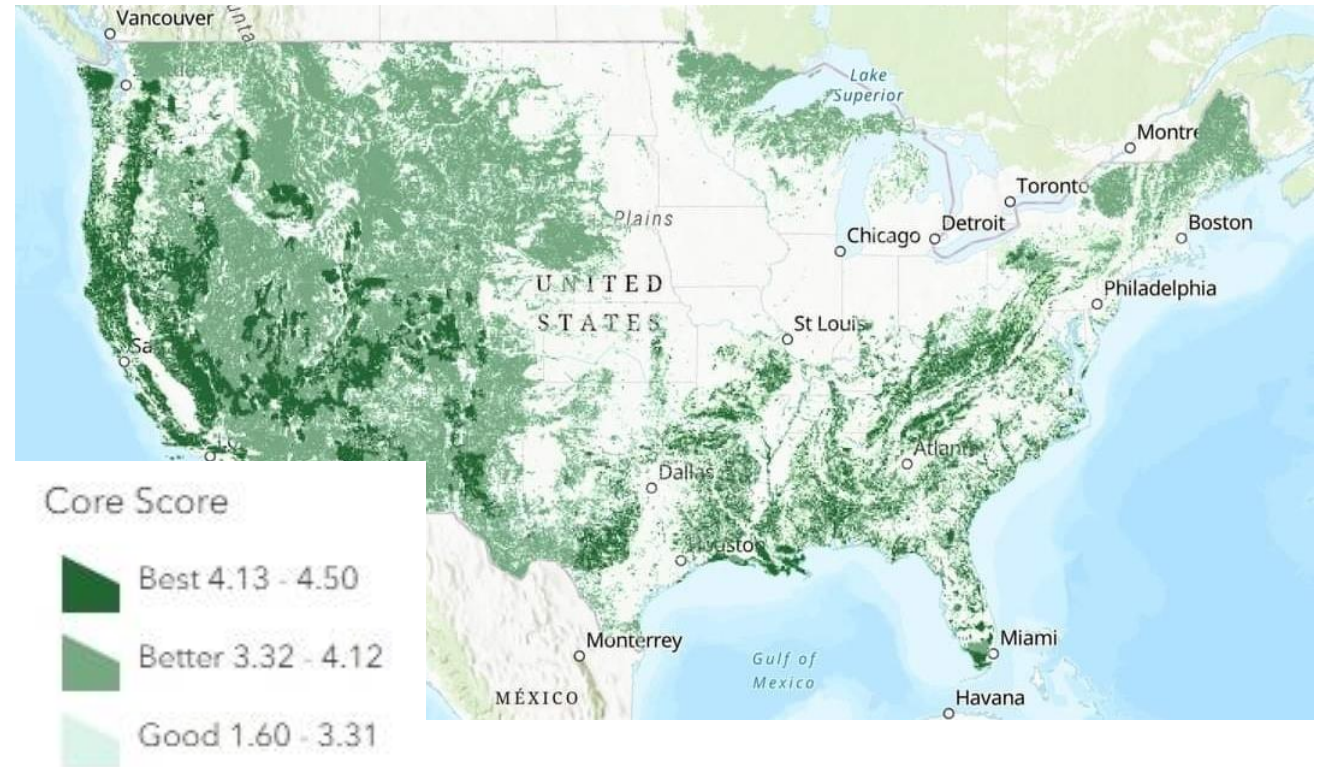 Vancouver
Lake
Superior
Toronto
Plains
Detroit
Boston
Chicago
Philadelphia
UNITED
STATES
St Louis
Dallas
Monterrey
Miami
Gulf of
Mexico
MÉXICO
Havana
Core Score
Best 4.13 - 4.50
Better 3.32 - 4.12
Good 1.60 - 3.31